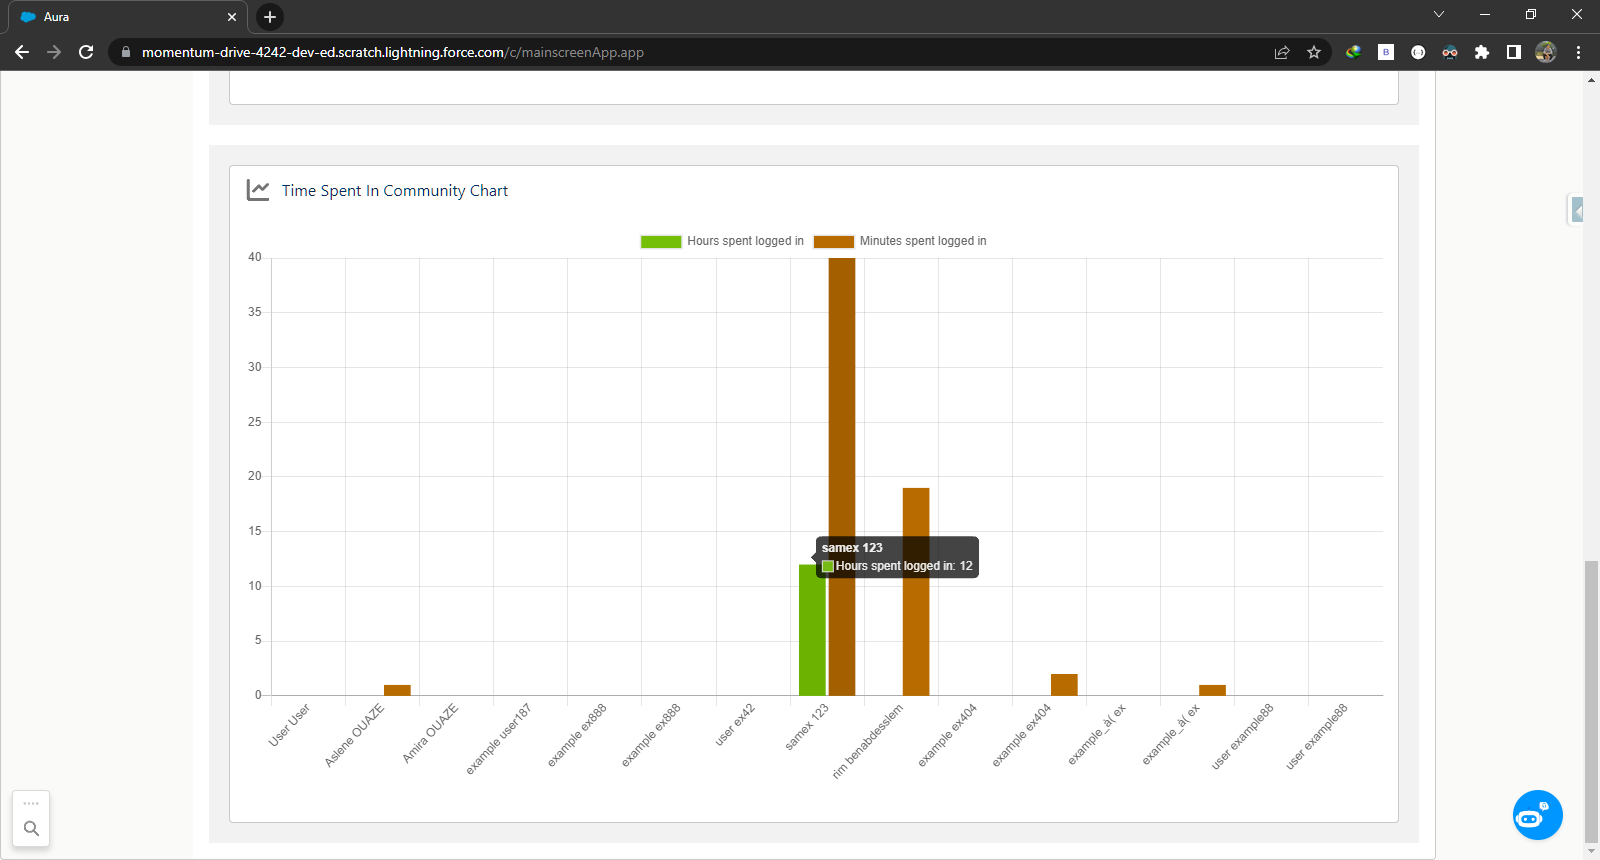 Aura
momentum-drive-4242-dev-ed.scratch.lightning.force.com/c/mainscreenApp.app
Time Spent In Community Chart
Hours spent logged in Minutes spent logged in
40
35
30
25
20
15
10
5
0
samex 123
Hours spent logged in: 12
User User
Aslene OUAZE
Amira OUAZE
example user187
example ex888
example ex888
user ex42
samex 123
rim benabdesslem
example ex404
example ex404
example_à( ex
example_à( ex
user example88
user example88